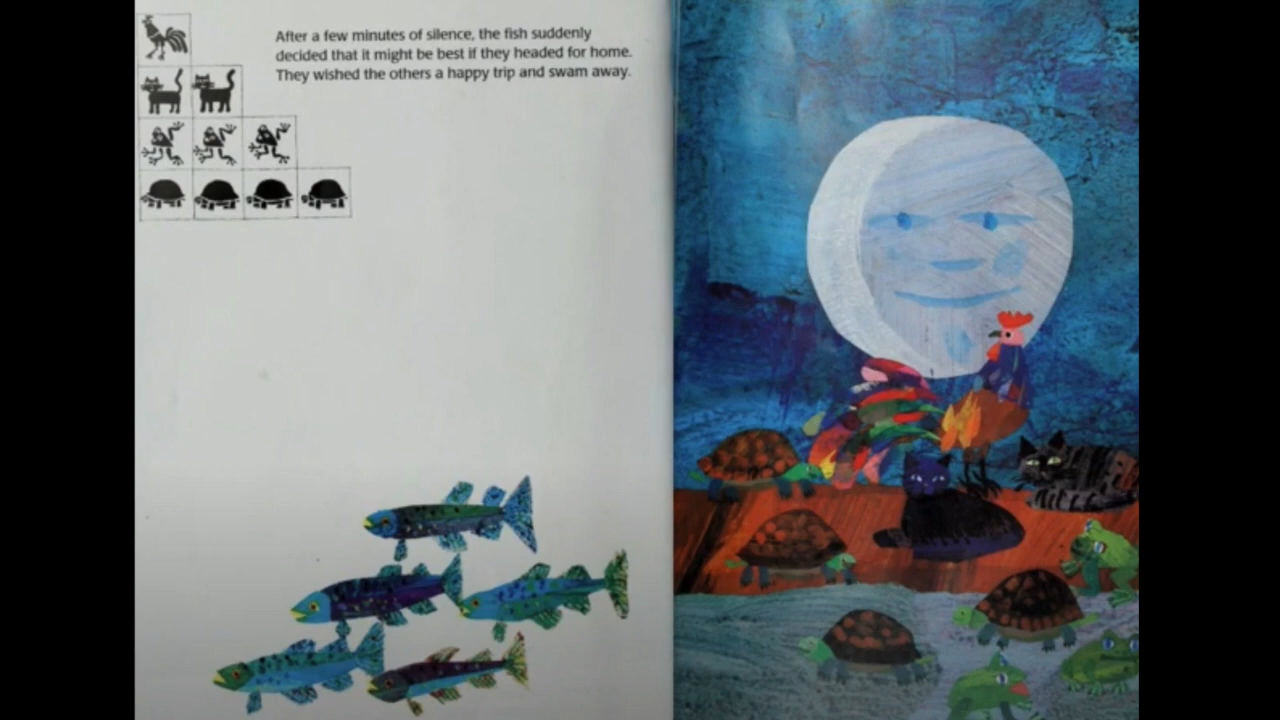 After a few minutes of silence, the fish suddenly
decided that it might be best if they headed for home.
They wished the others a happy trip and swam away.